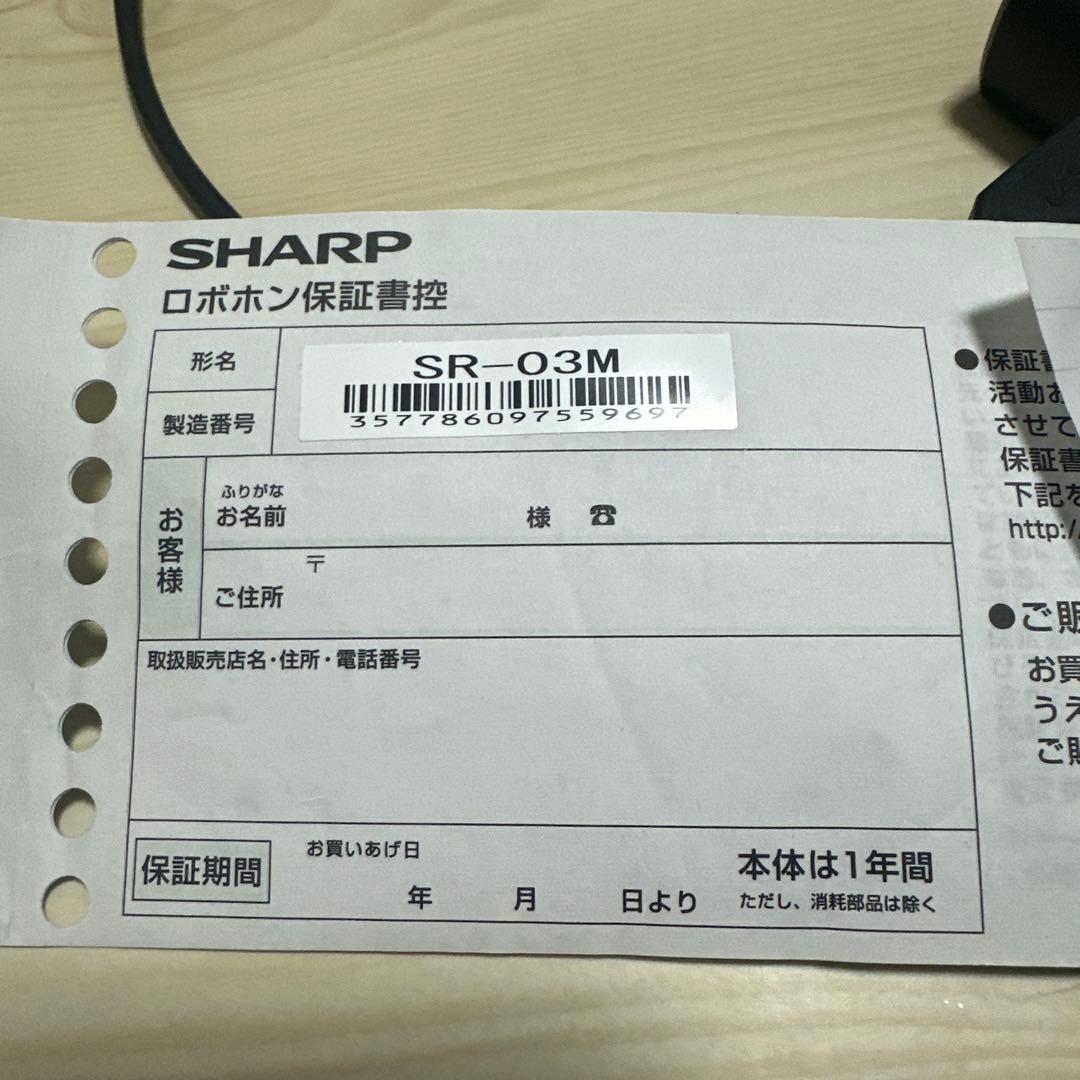 SHARP
ロボホン保証書控
形名
SR-03M
製造番号
357786097559697
お客様
ふりがな
お名前 様 ☎
〒
ご住所
取扱販売店名・住所・電話番号
保証期間
お買いあげ日
年 月 日より
本体は1年間
ただし、消耗部品は除く
●保証書
活動お
させて
保証書
下記を
http:/
●ご販
お買
うえ
ご販